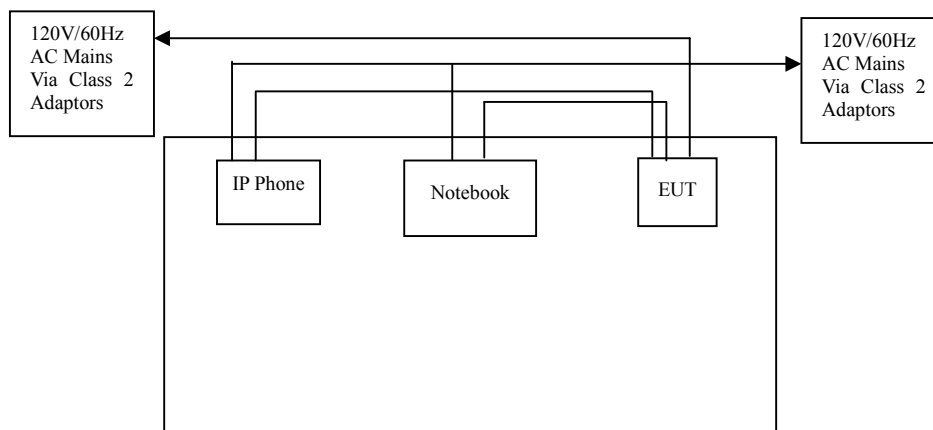 120V/60Hz
AC Mains
Via Class 2
Adaptors
120V/60Hz
AC Mains
Via Class 2
Adaptors
IP Phone
Notebook
EUT